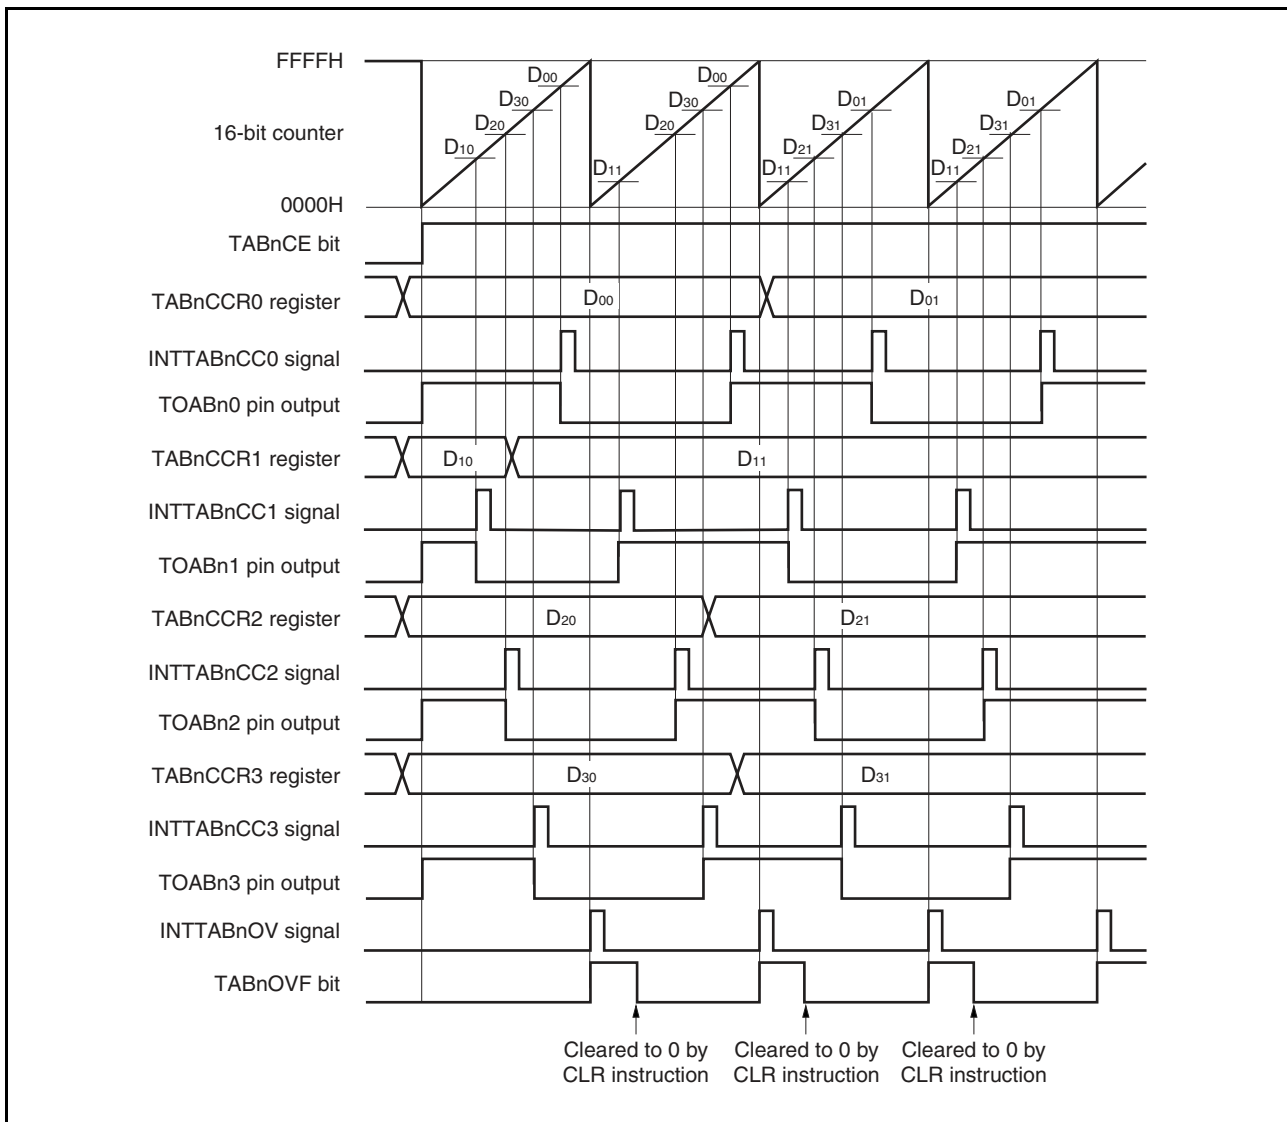 FFFFH
D00 D00
D30 D30 D01 D01
16-bit counter D20 D20 D31 D31
D10 D21 D21
D11 D11 D11
0000H
TABnCE bit
TABnCCR0 register D00 D01
INTTABnCC0 signal
TOABn0 pin output
TABnCCR1 register D10 D11
INTTABnCC1 signal
TOABn1 pin output
TABnCCR2 register D20 D21
INTTABnCC2 signal
TOABn2 pin output
TABnCCR3 register D30 D31
INTTABnCC3 signal
TOABn3 pin output
INTTABnOV signal
TABnOVF bit
Cleared to 0 by
CLR instruction
Cleared to 0 by
CLR instruction
Cleared to 0 by
CLR instruction